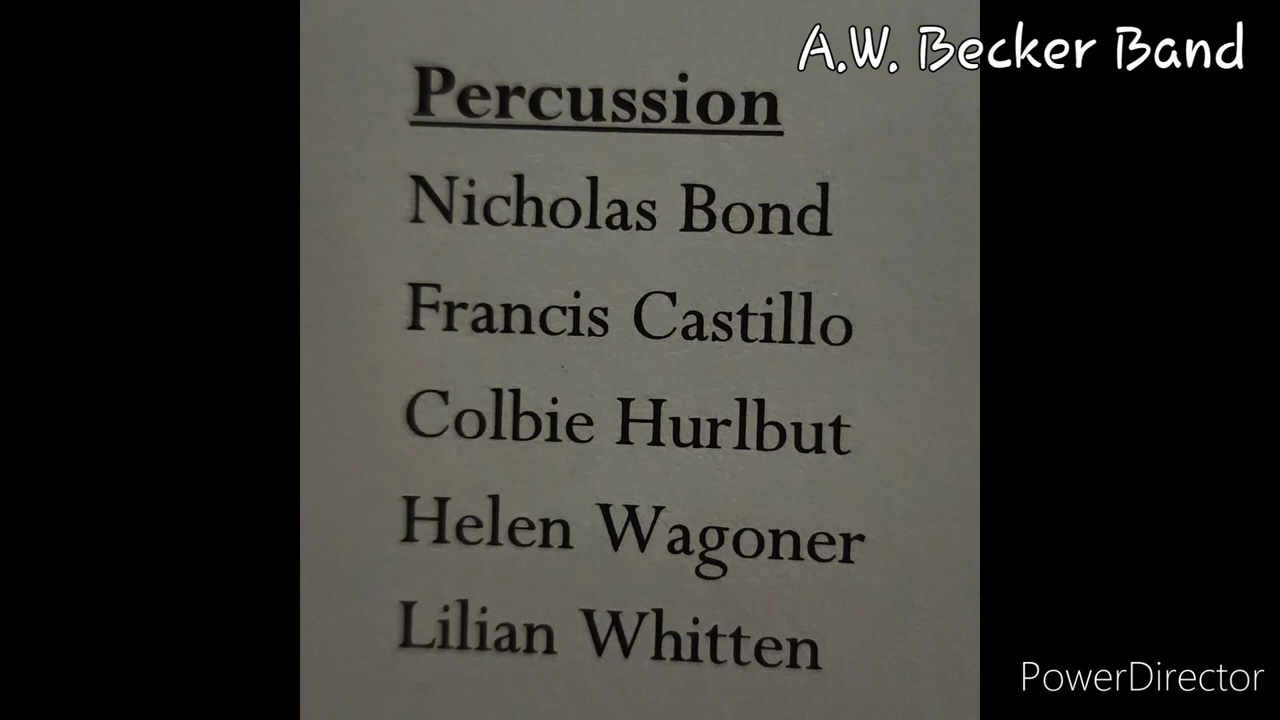 A.W. Becker Band
Percussion
Nicholas Bond
Francis Castillo
Colbie Hurlbut
Helen Wagoner
Lilian Whitten
PowerDirector